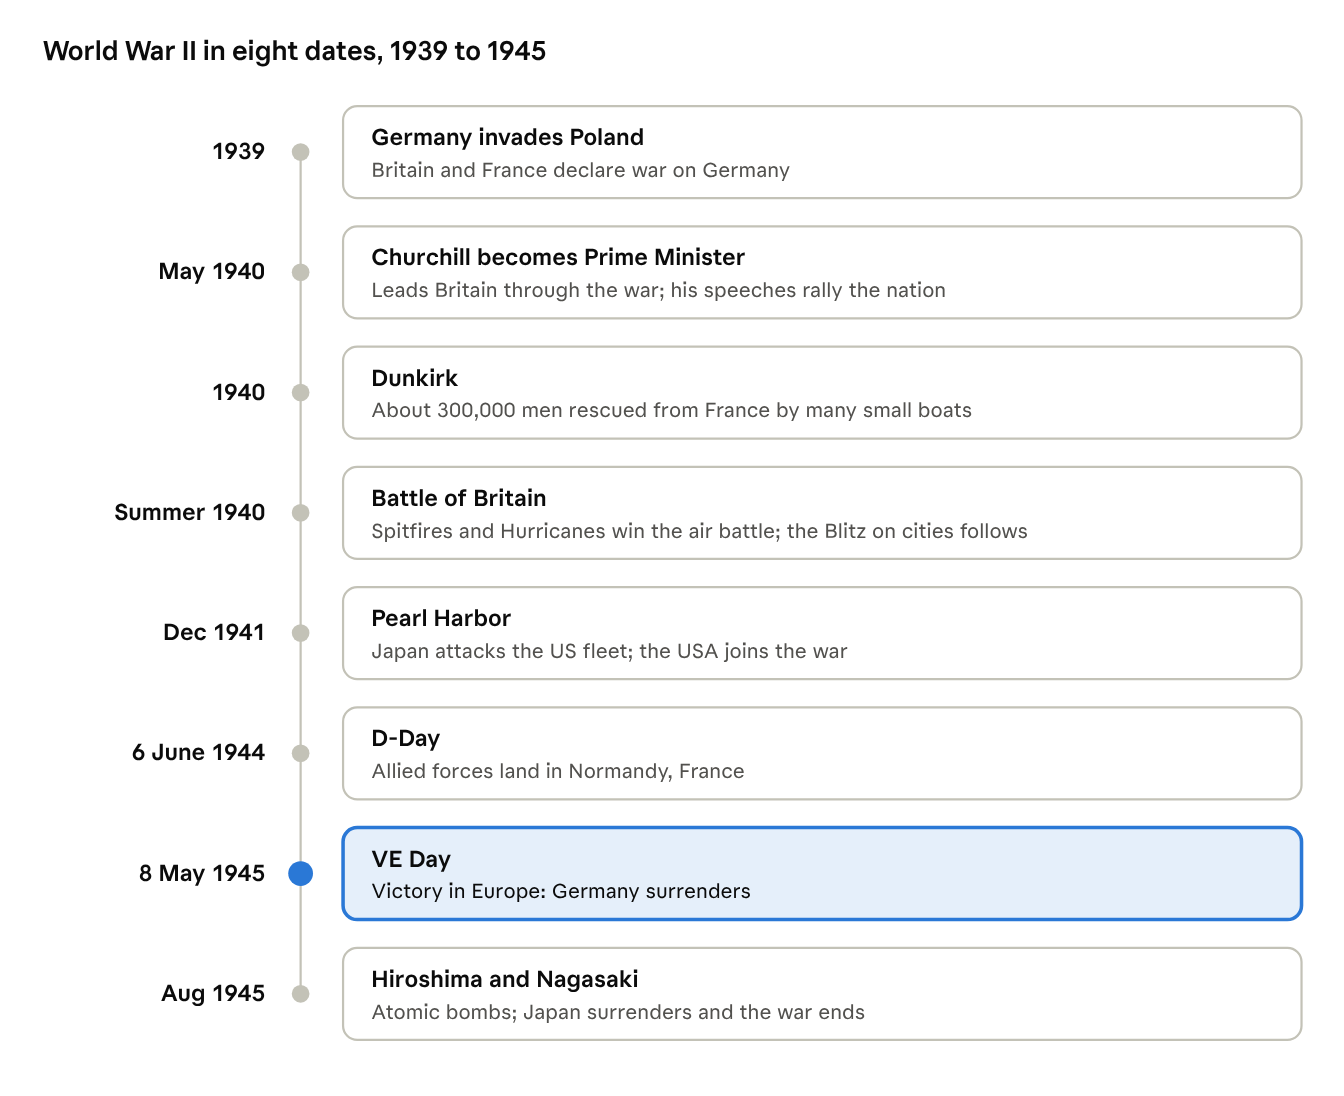 World War II in eight dates, 1939 to 1945
1939
Germany invades Poland
Britain and France declare war on Germany
May 1940
Churchill becomes Prime Minister
Leads Britain through the war; his speeches rally the nation
1940
Dunkirk
About 300,000 men rescued from France by many small boats
Summer 1940
Battle of Britain
Spitfires and Hurricanes win the air battle; the Blitz on cities follows
Dec 1941
Pearl Harbor
Japan attacks the US fleet; the USA joins the war
6 June 1944
D-Day
Allied forces land in Normandy, France
8 May 1945
VE Day
Victory in Europe: Germany surrenders
Aug 1945
Hiroshima and Nagasaki
Atomic bombs; Japan surrenders and the war ends